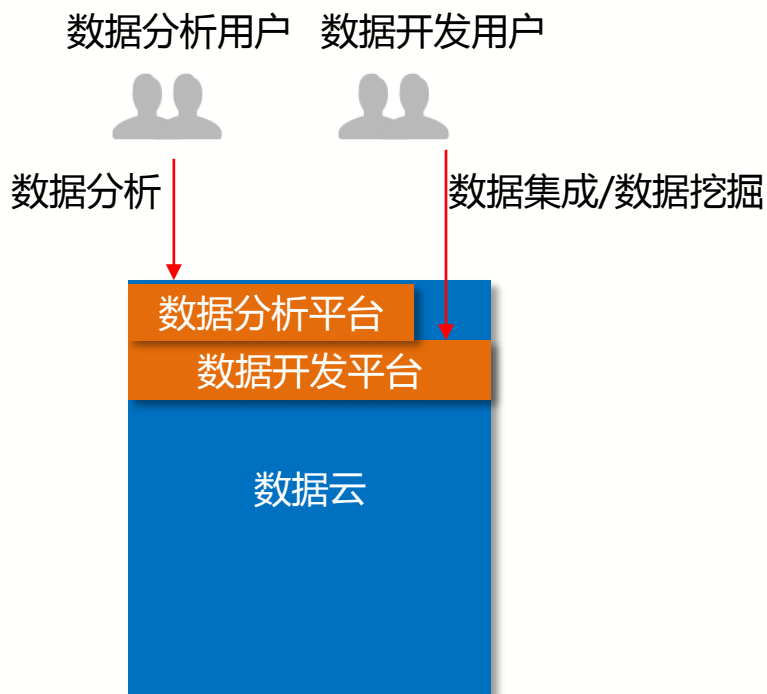 数据分析用户 数据开发用户
数据分析 数据集成/数据挖掘
数据分析平台
数据开发平台
数据云